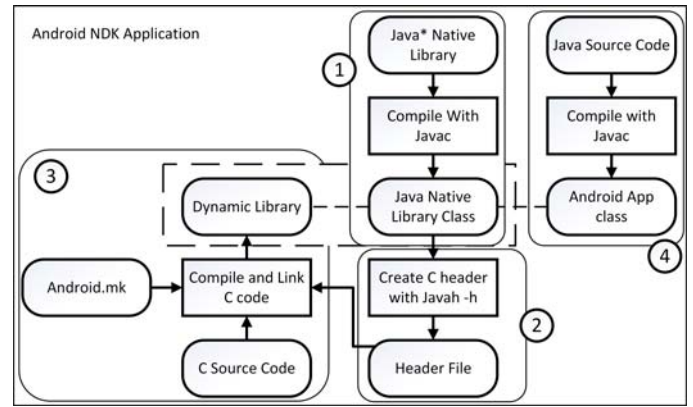 Android NDK Application
1
Java* Native
Library
Compile With
Javac
Java Native
Library Class
Java Source Code
Compile with
Javac
Android App
class
4
3
Dynamic Library
Android.mk
Compile and Link
C code
C Source Code
Create C header
with Javah -h
2
Header File